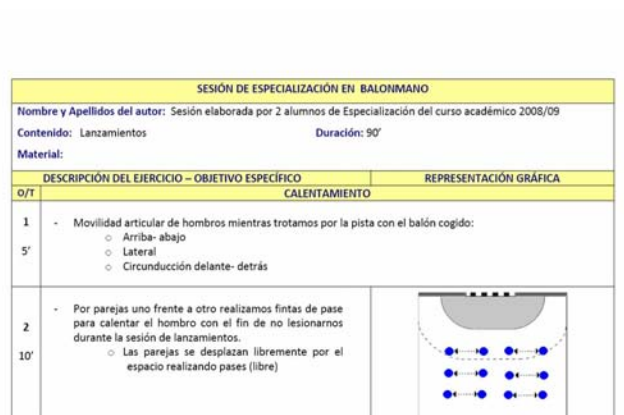 SESIÓN DE ESPECIALIZACIÓN EN BALONMANO
Nombre y Apellidos del autor: Sesión elaborada por 2 alumnos de Especialización del curso académico 2008/09
Contenido: Lanzamientos Duración: 90'
Material:
DESCRIPCIÓN DEL EJERCICIO – OBJETIVO ESPECÍFICO REPRESENTACIÓN GRÁFICA
O/T CALENTAMIENTO
1
5'
- Movilidad articular de hombros mientras trotamos por la pista con el balón cogido:
○ Arriba- abajo
○ Lateral
○ Circunducción delante- detrás
2
10'
- Por parejas uno frente a otro realizamos fintas de pase
para calentar el hombro con el fin de no lesionarnos
durante la sesión de lanzamientos.
○ Las parejas se desplazan libremente por el
espacio realizando pases (libre)